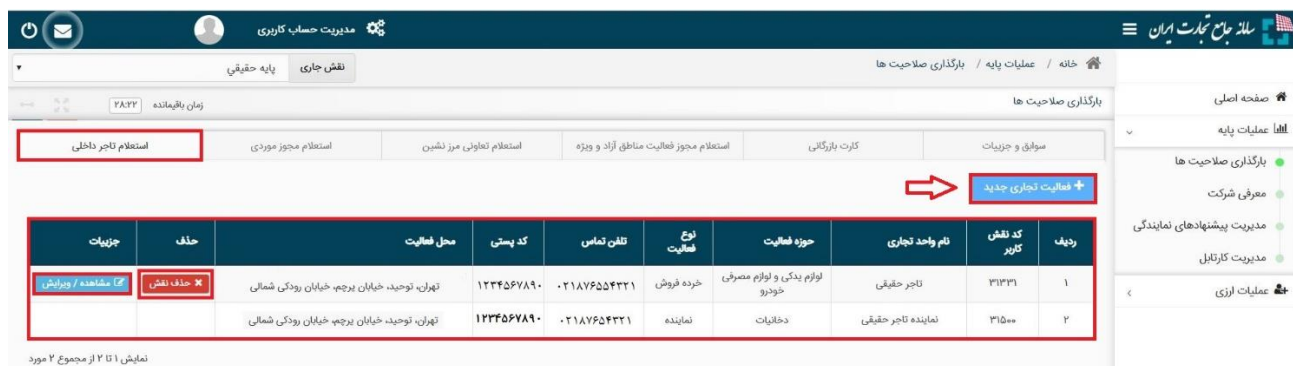 سامانه جامع تجارت ایران
مدیریت حساب کاربری
خانه / عملیات پایه / بارگذاری صلاحیت ها
نقش جاری
پایه حقیقي
صفحه اصلی
عملیات پایه
بارگذاری صلاحیت ها
معرفی شرکت
مدیریت پیشنهادهای نمایندگی
مدیریت کارتابل
عملیات ارزی
بارگذاری صلاحیت ها
زمان باقیمانده ۲۸:۲۲
سوابق و جزییات
کارت بازرگانی
استعلام مجوز فعالیت مناطق آزاد و ویژه
استعلام تعاونی مرز نشین
استعلام مجوز موردی
استعلام تاجر داخلی
+ فعالیت تجاری جدید
ردیف کد نقش کاربر نام واحد تجاری حوزه فعالیت نوع فعالیت تلفن تماس کد پستی محل فعالیت حذف جزییات
۱ ۳۱۳۳۱ تاجر حقیقی لوازم یدکی و لوازم مصرفی خودرو خرده فروش ۰۲۱۸۷۶۵۵۴۳۲۱ ۱۲۳۴۵۶۷۸۹۰ تهران، توحید، خیابان پرچم، خیابان رودکی شمالی حذف نقش مشاهده / ویرایش
۲ ۳۱۵۰۰ نماینده تاجر حقیقی دخانیات نماینده ۰۲۱۸۷۶۵۴۳۲۱ ۱۲۳۴۵۶۷۸۹۰ تهران، توحید، خیابان پرچم، خیابان رودکی شمالی
نمایش ۱ تا ۲ از مجموع ۲ مورد